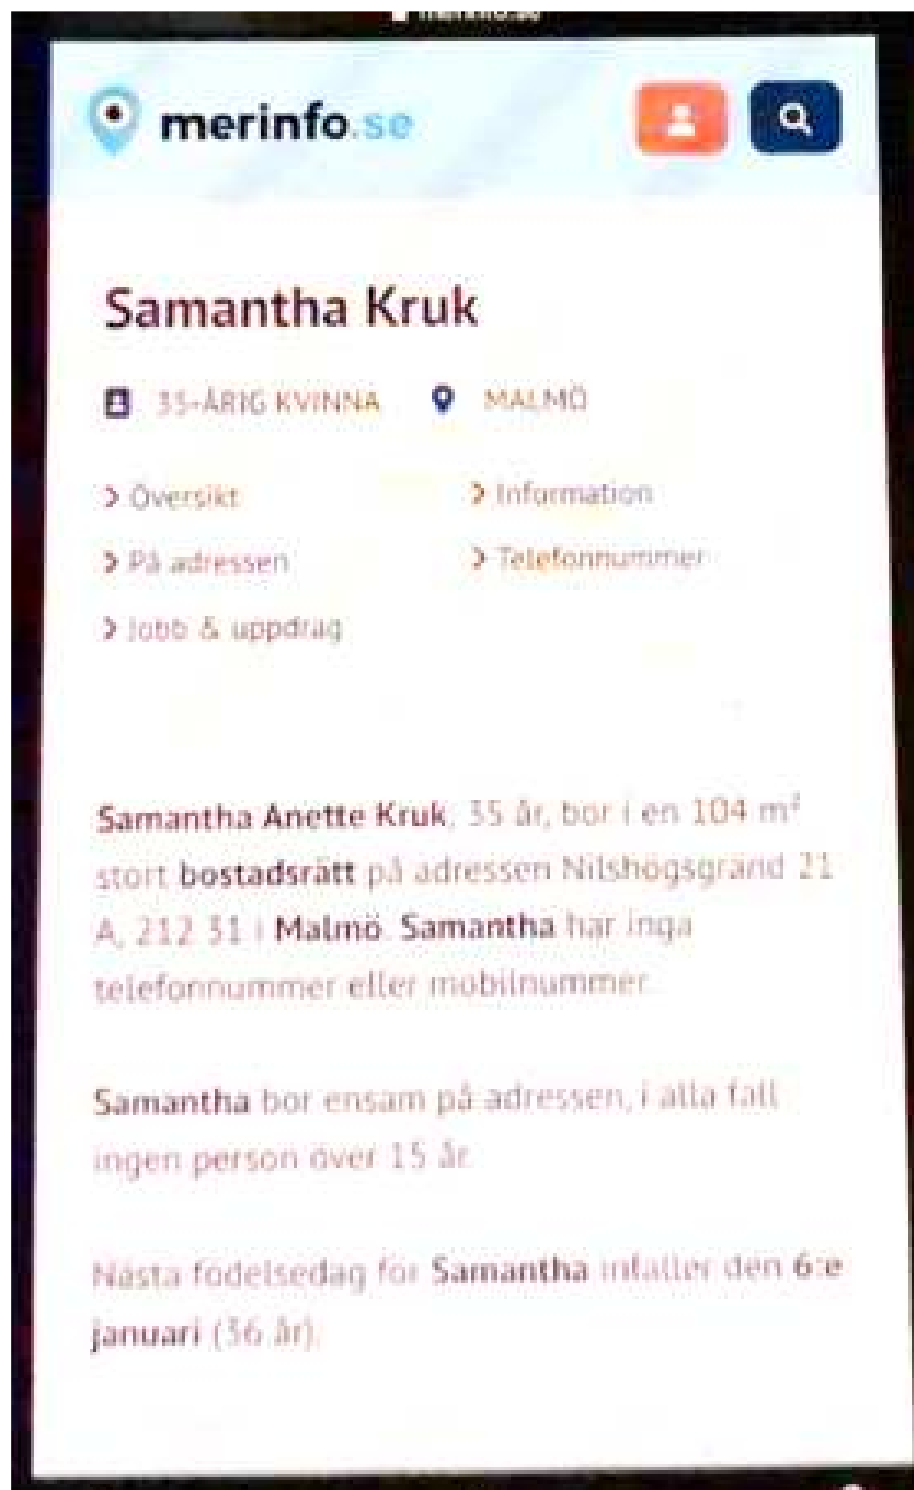 merinfo.se
merinfo.se
Samantha Kruk
35-ÅRIG KVINNA MALMÖ
Översikt Information
På adressen Telefonnummer
Jobb & uppdrag
Samantha Anette Kruk, 35 år, bor i en 104 m²
stort bostadsrätt på adressen Nilshögsgränd 21
A, 212 31 i Malmö. Samantha har inga
telefonnummer eller mobilnummer.
Samantha bor ensam på adressen, i alla fall
ingen person över 15 år.
Nästa födelsedag för Samantha infaller den 6:e
januari (36 år).